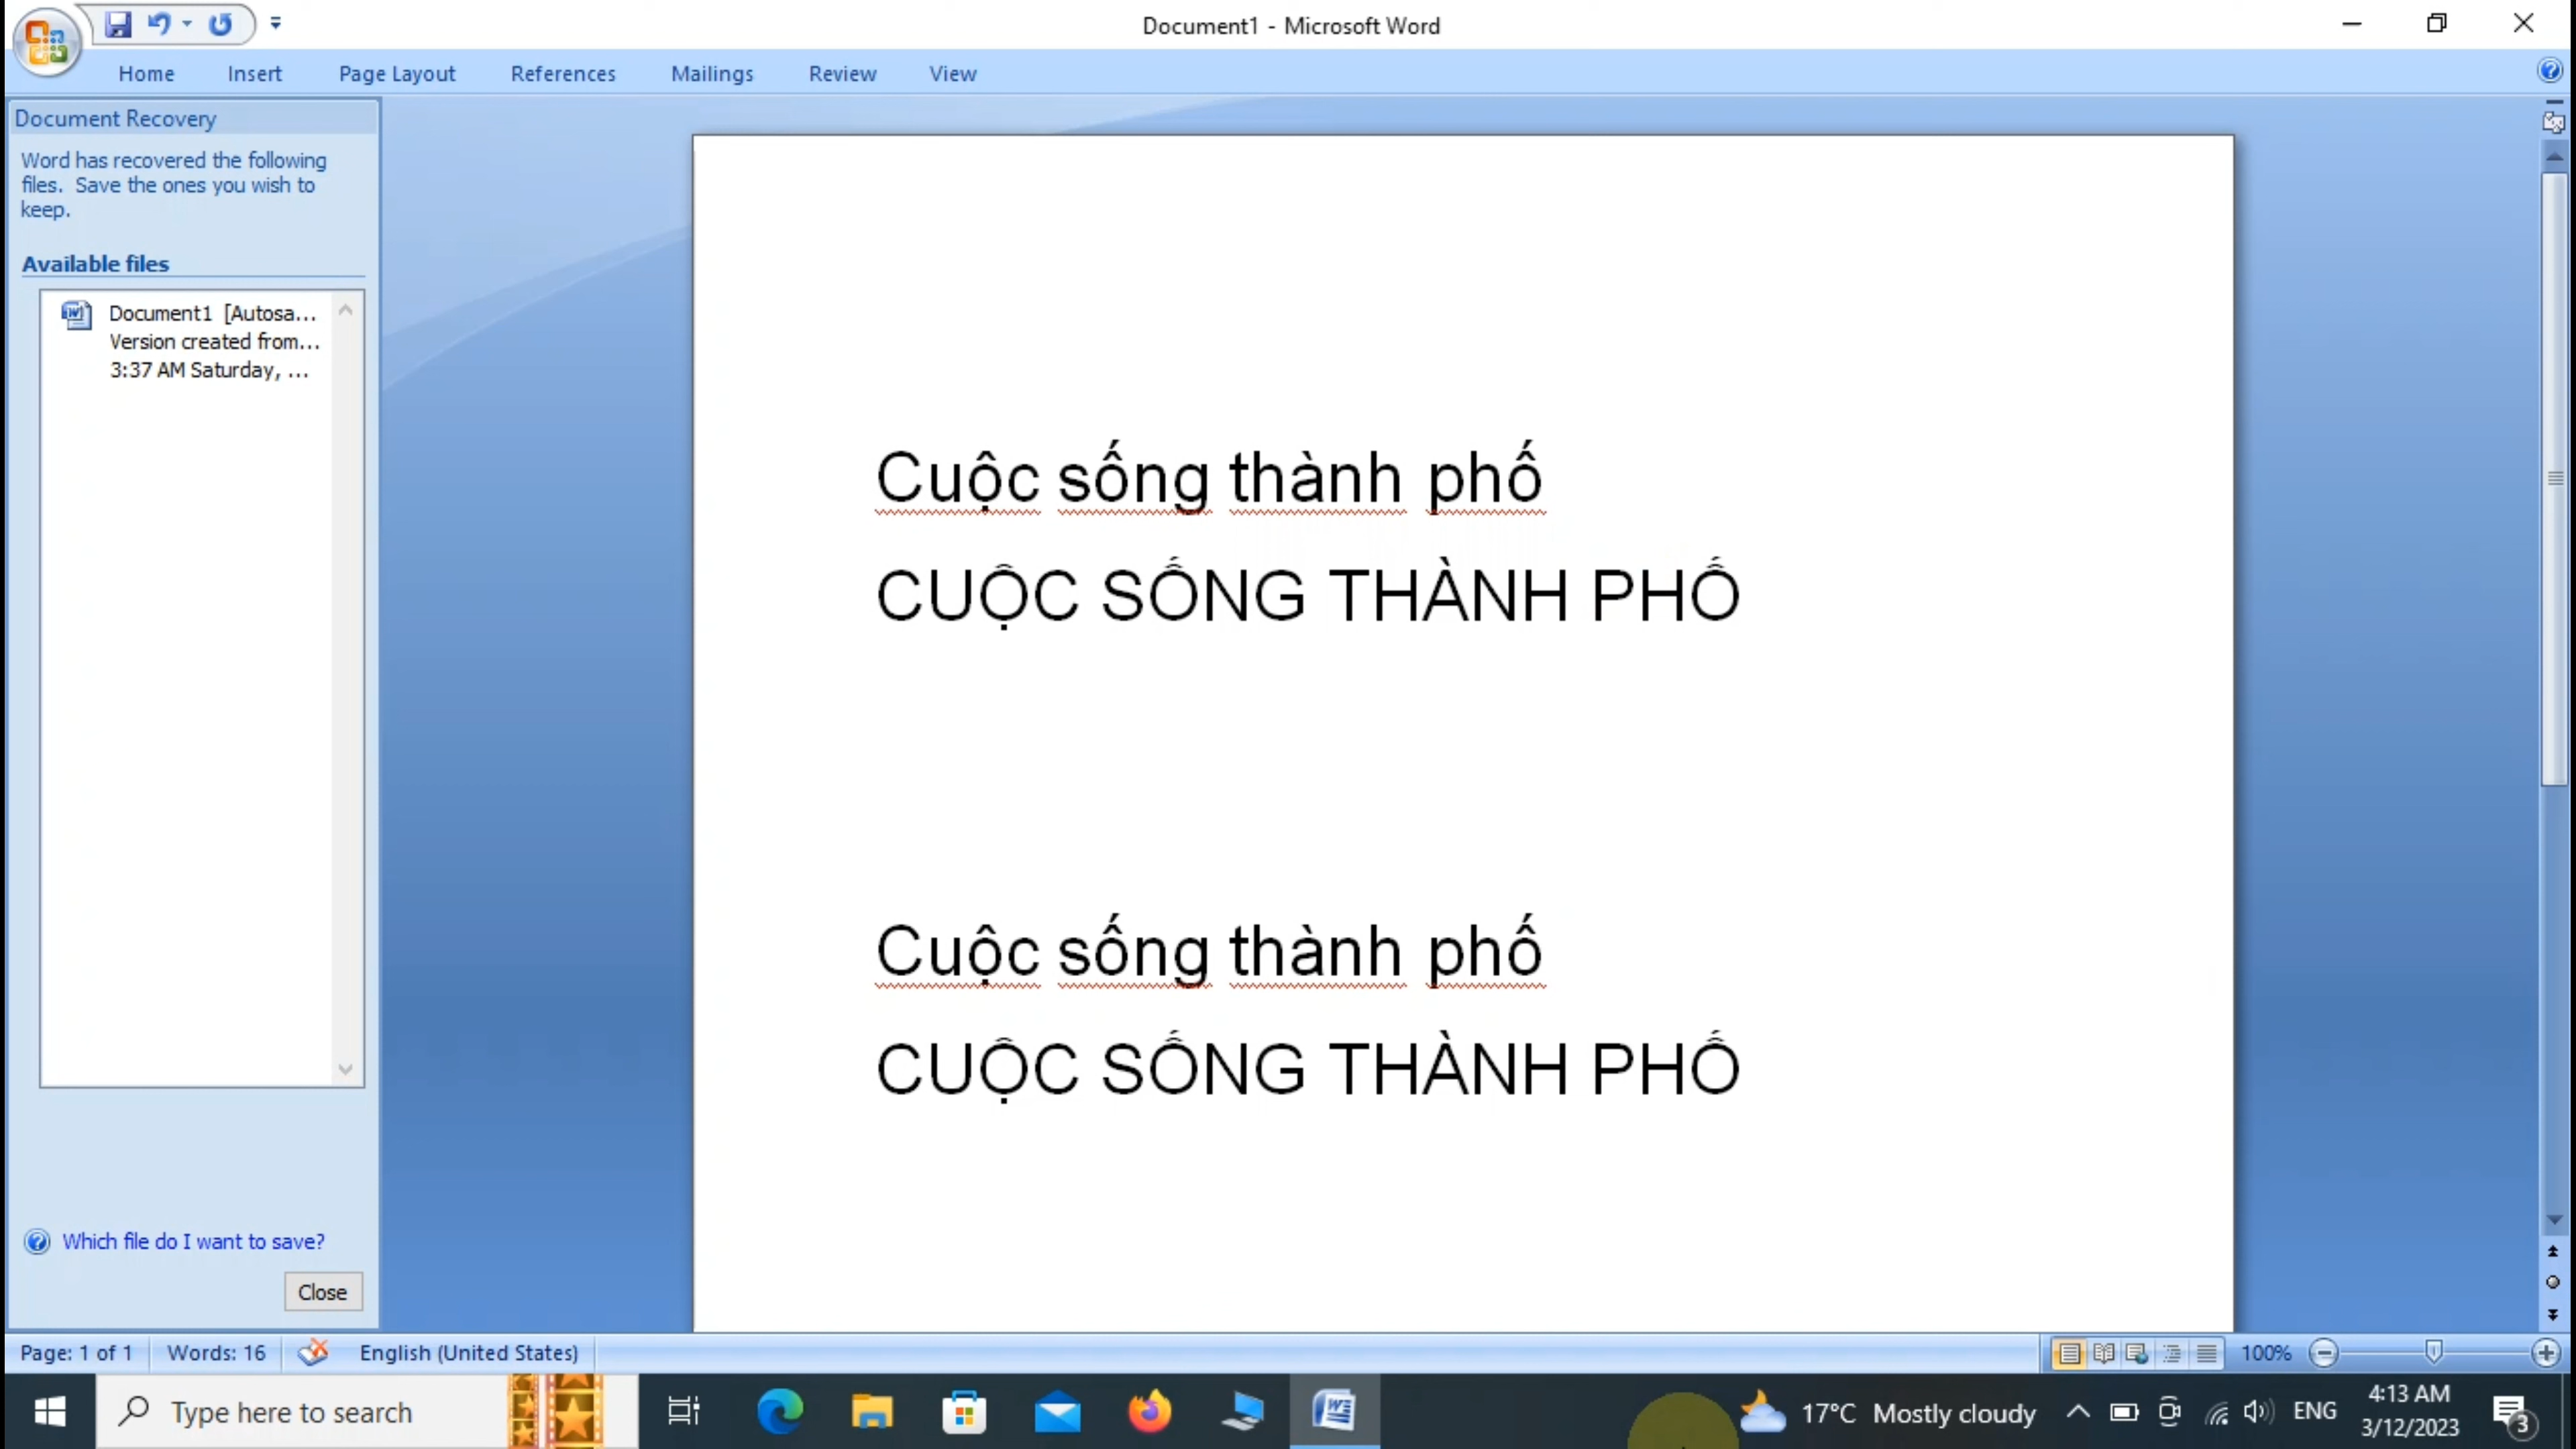 Document1 - Microsoft Word
Home Insert Page Layout References Mailings Review View
Document Recovery
Word has recovered the following
files. Save the ones you wish to
keep.
Available files
Document1 [Autosa...
Version created from...
3:37 AM Saturday, ...
Which file do I want to save?
Close
Cuộc sống thành phố
CUỘC SỐNG THÀNH PHỐ
Cuộc sống thành phố
CUỘC SỐNG THÀNH PHỐ
Page: 1 of 1 Words: 16 English (United States) 100%
Type here to search
17°C Mostly cloudy ENG
4:13 AM
3/12/2023
3